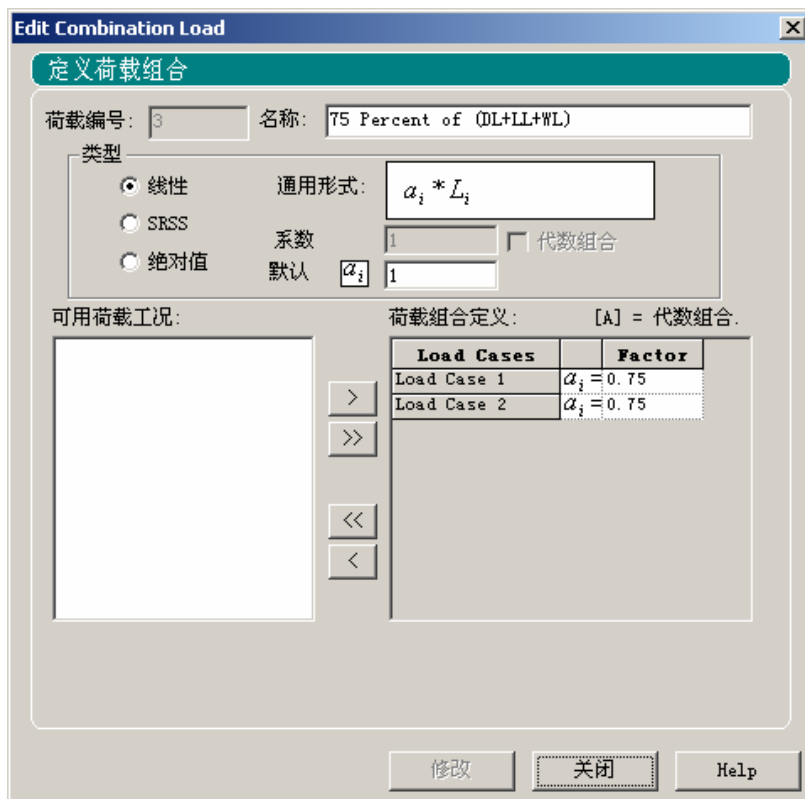 Edit Combination Load
定义荷载组合
荷载编号: 3 名称: 75 Percent of (DL+LL+WL)
类型
线性 通用形式: a_i * L_i
SRSS 系数 1 代数组合
绝对值 默认 a_i 1
可用荷载工况: 荷载组合定义: [A] = 代数组合.
Load Cases Factor
Load Case 1 a_i = 0.75
Load Case 2 a_i = 0.75
>
>>
<<
<
修改 关闭 Help